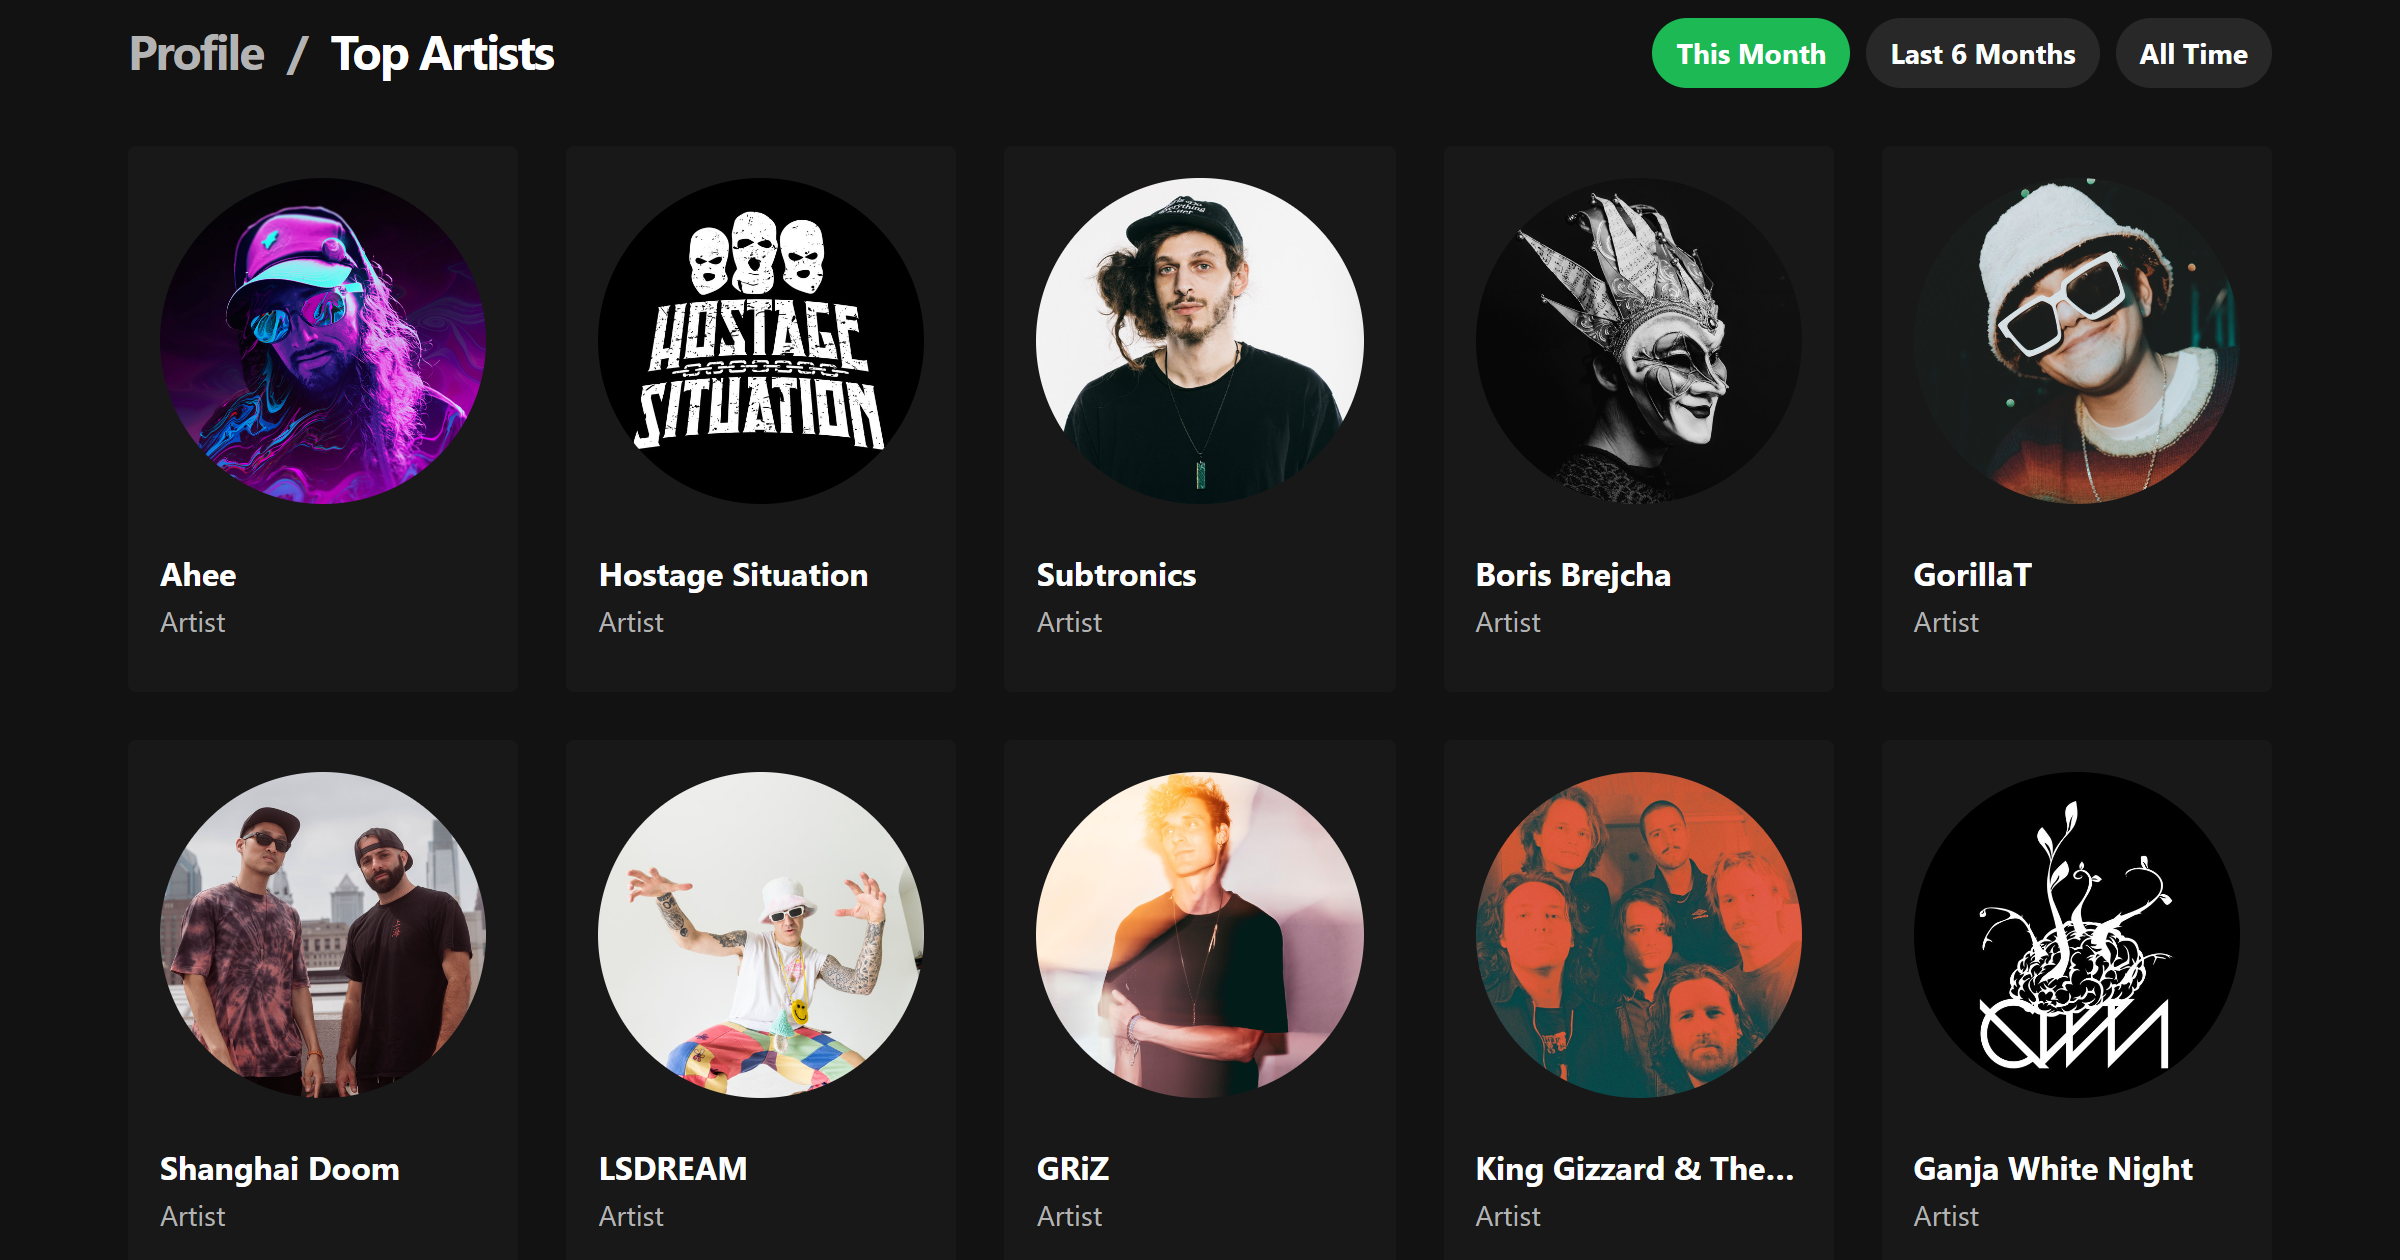 Profile / Top Artists
This Month
Last 6 Months
All Time
HOSTAGE
SITUATION
Ahee
Artist
Hostage Situation
Artist
Subtronics
Artist
Boris Brejcha
Artist
GorillaT
Artist
GWN
Shanghai Doom
Artist
LSDREAM
Artist
GRiZ
Artist
King Gizzard & The...
Artist
Ganja White Night
Artist